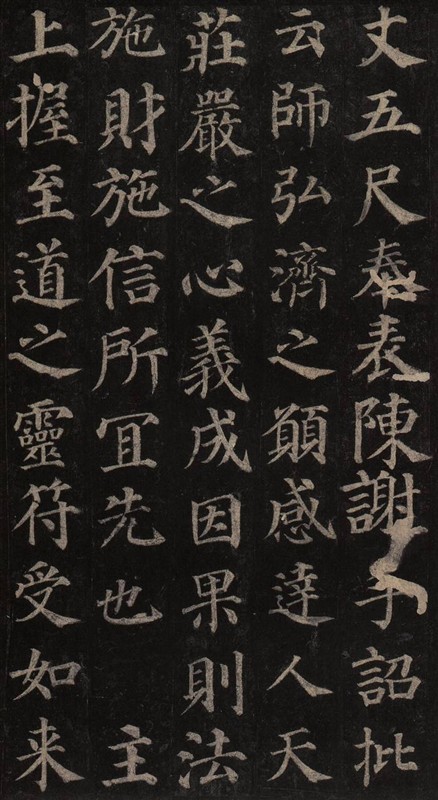 丈五尺奉表陳謝手詔批
云師弘濟之願感達人天
莊嚴之心義成因果則法
施財施信所冝先也　主
上握至道之靈符受如来